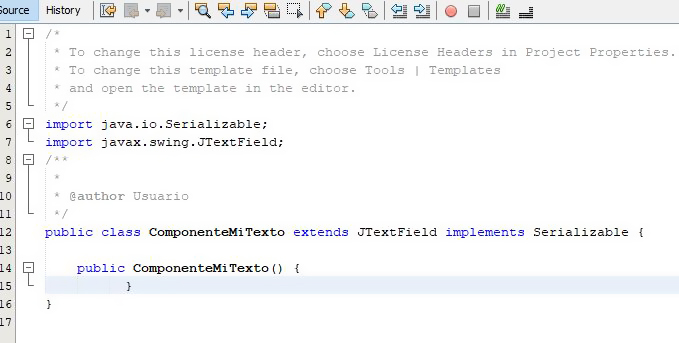 Source History
1 /*
2 * To change this license header, choose License Headers in Project Properties.
3 * To change this template file, choose Tools | Templates
4 * and open the template in the editor.
5 */
6 import java.io.Serializable;
7 import javax.swing.JTextField;
8 /**
9 *
10 * @author Usuario
11 */
12 public class ComponenteMiTexto extends JTextField implements Serializable {
13
14 public ComponenteMiTexto() {
15 }
16 }
17